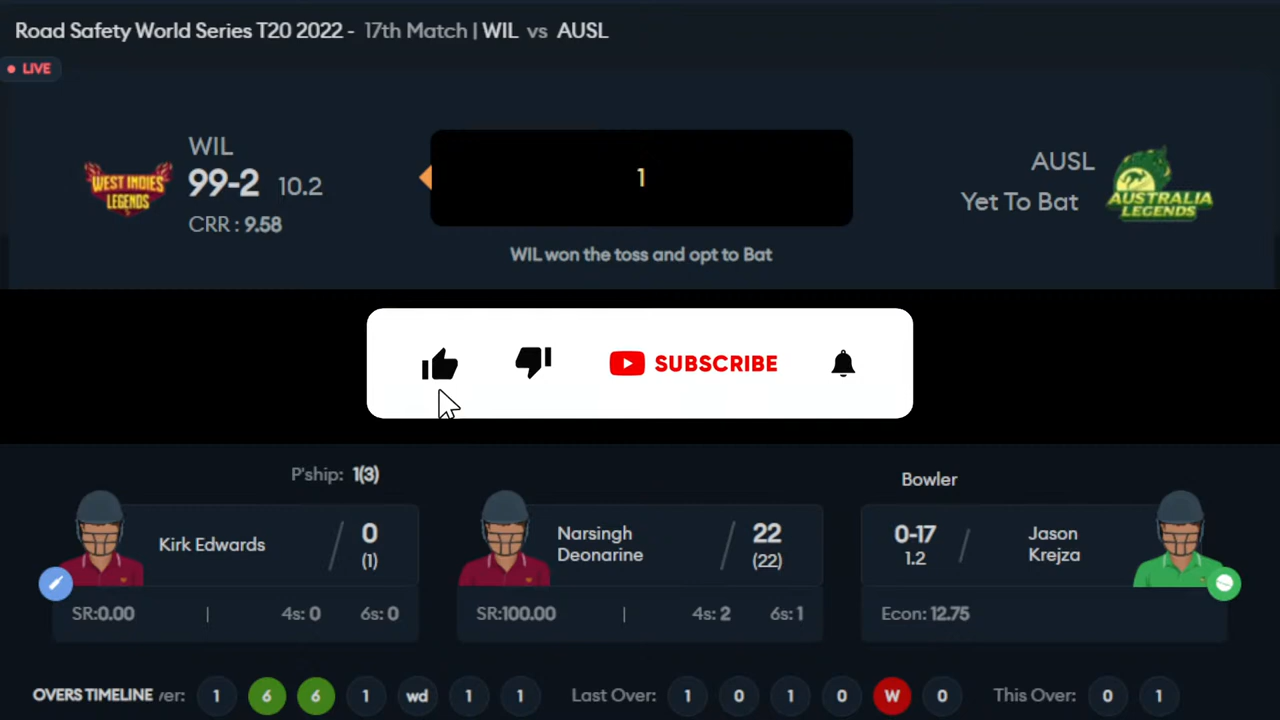 Road Safety World Series T20 2022 - 17th Match | WIL vs AUSL
LIVE
WIL
99-2 10.2
CRR : 9.58
WEST INDIES
LEGENDS
1
WIL won the toss and opt to Bat
AUSL
Yet To Bat
AUSTRALIA
LEGENDS
SUBSCRIBE
P'ship: 1(3)
Kirk Edwards / 0
(1)
SR:0.00 | 4s: 0 6s: 0
Narsingh
Deonarine / 22
(22)
SR:100.00 | 4s: 2 6s: 1
Bowler
0-17
1.2 / Jason
Krejza
Econ: 12.75
OVERS TIMELINE er: 1 6 6 1 wd 1 1 Last Over: 1 0 1 0 W 0 This Over: 0 1